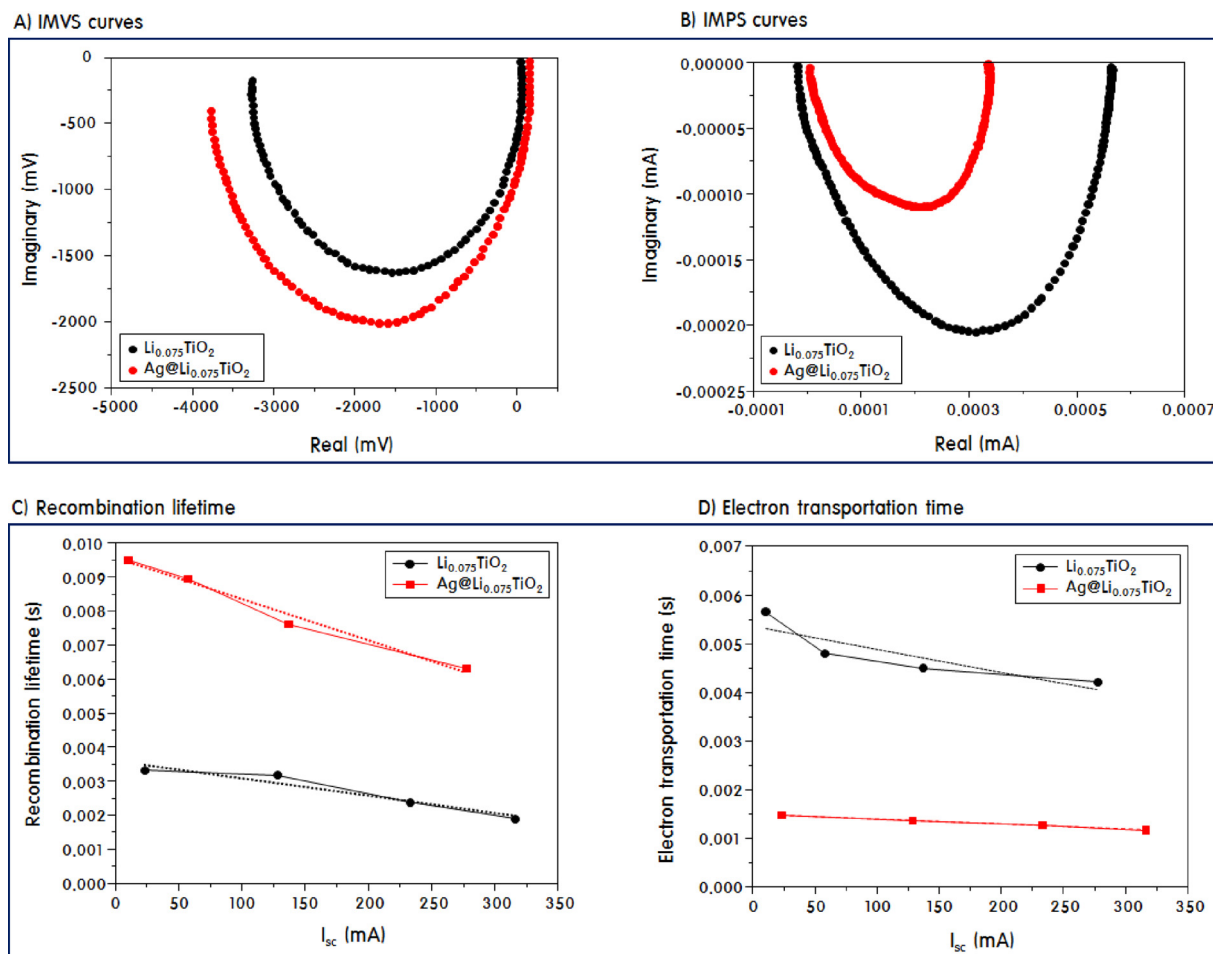 A) IMVS curves
0
-500
-1000
-1500
-2000
-2500
-5000 -4000 -3000 -2000 -1000 0
Imaginary (mV)
Real (mV)
Li0.075TiO2
Ag@Li0.075TiO2
B) IMPS curves
0.00000
-0.00005
-0.00010
-0.00015
-0.00020
-0.00025
-0.0001 0.0001 0.0003 0.0005 0.0007
Imaginary (mA)
Real (mA)
Li0.075TiO2
Ag@Li0.075TiO2
C) Recombination lifetime
0.010
0.009
0.008
0.007
0.006
0.005
0.004
0.003
0.002
0.001
0.000
0 50 100 150 200 250 300 350
Recombination lifetime (s)
Isc (mA)
Li0.075TiO2
Ag@Li0.075TiO2
D) Electron transportation time
0.007
0.006
0.005
0.004
0.003
0.002
0.001
0.000
0 50 100 150 200 250 300 350
Electron transportation time (s)
Isc (mA)
Li0.075TiO2
Ag@Li0.075TiO2